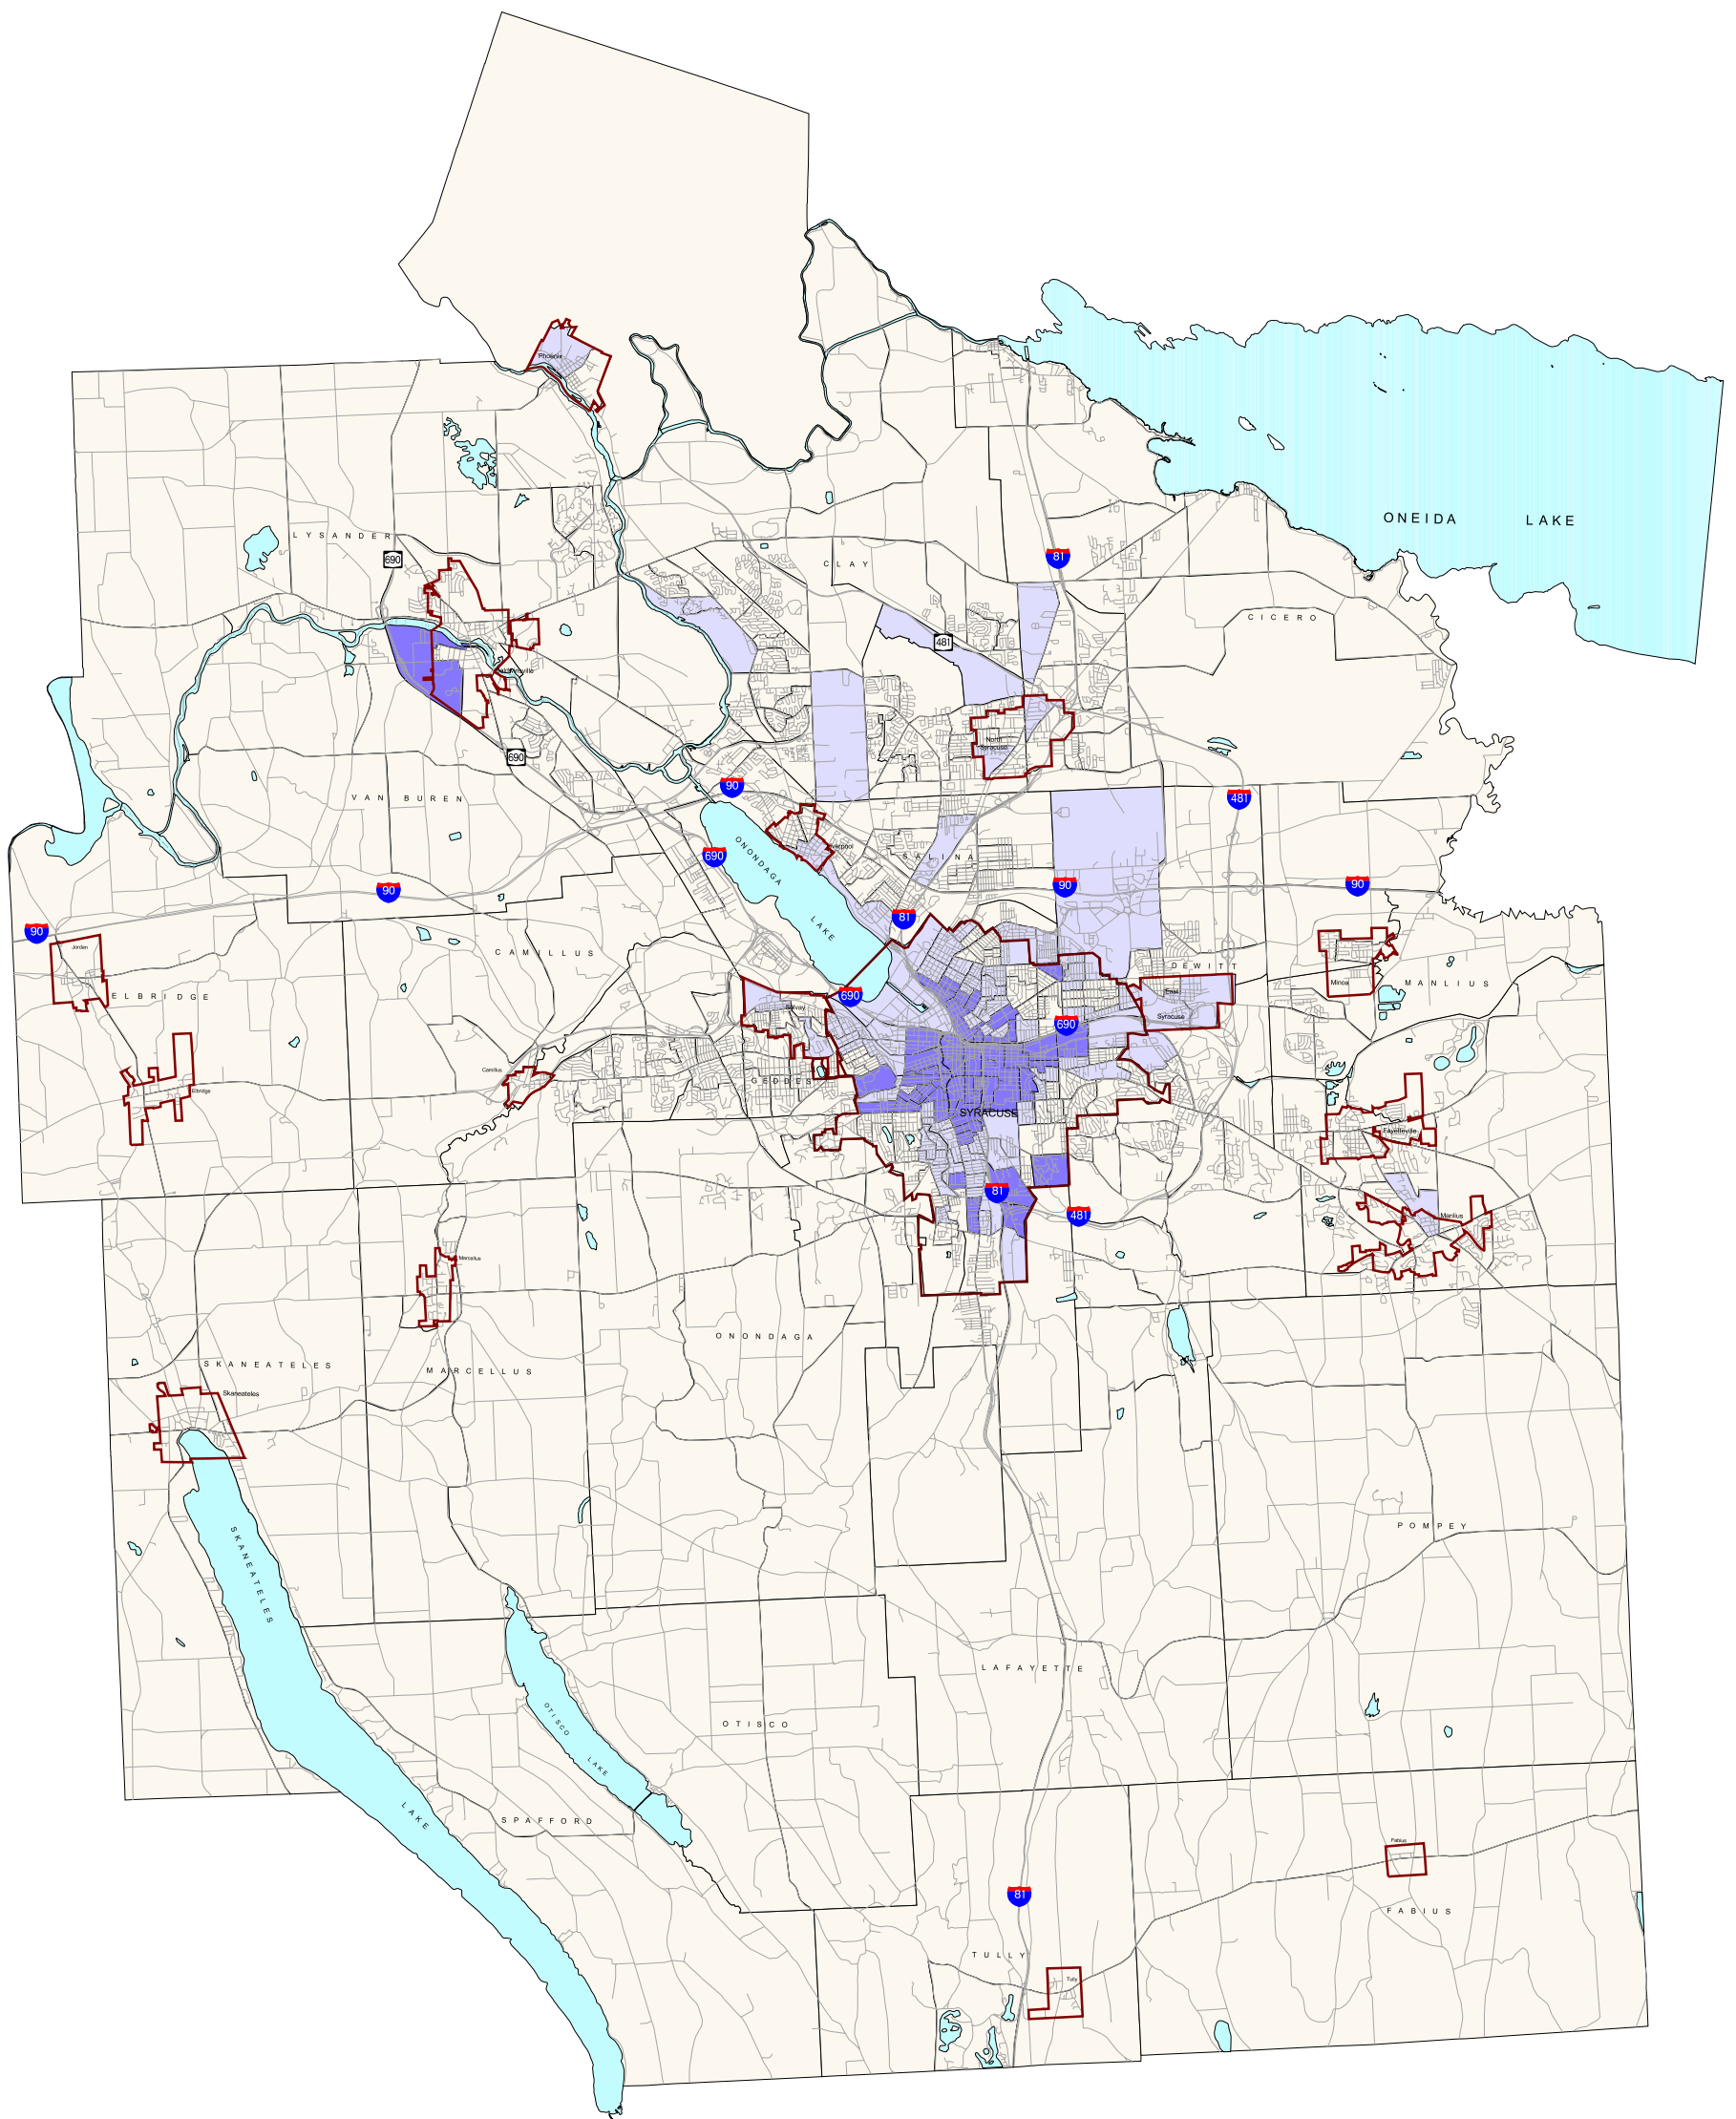 Phoenix
ONEIDA LAKE
LYSANDER
690
81
CLAY
CICERO
481
Baldwinsville
North
Syracuse
690
90
481
VAN BUREN
ONONDAGA
LAKE
Liverpool
SALINA
690
90
90
90
81
90
Jordan
CAMILLUS
DEWITT
ELBRIDGE
Minoa
MANLIUS
East
Syracuse
690
Solvay
690
Camillus
GEDDES
Elbridge
SYRACUSE
Fayetteville
81
481
Manlius
Marcellus
ONONDAGA
SKANEATELES
MARCELLUS
Skaneateles
POMPEY
SKANEATELES
LAKE
LAFAYETTE
OTISCO
LAKE
OTISCO
SPAFFORD
Fabius
81
FABIUS
TULLY
Tully